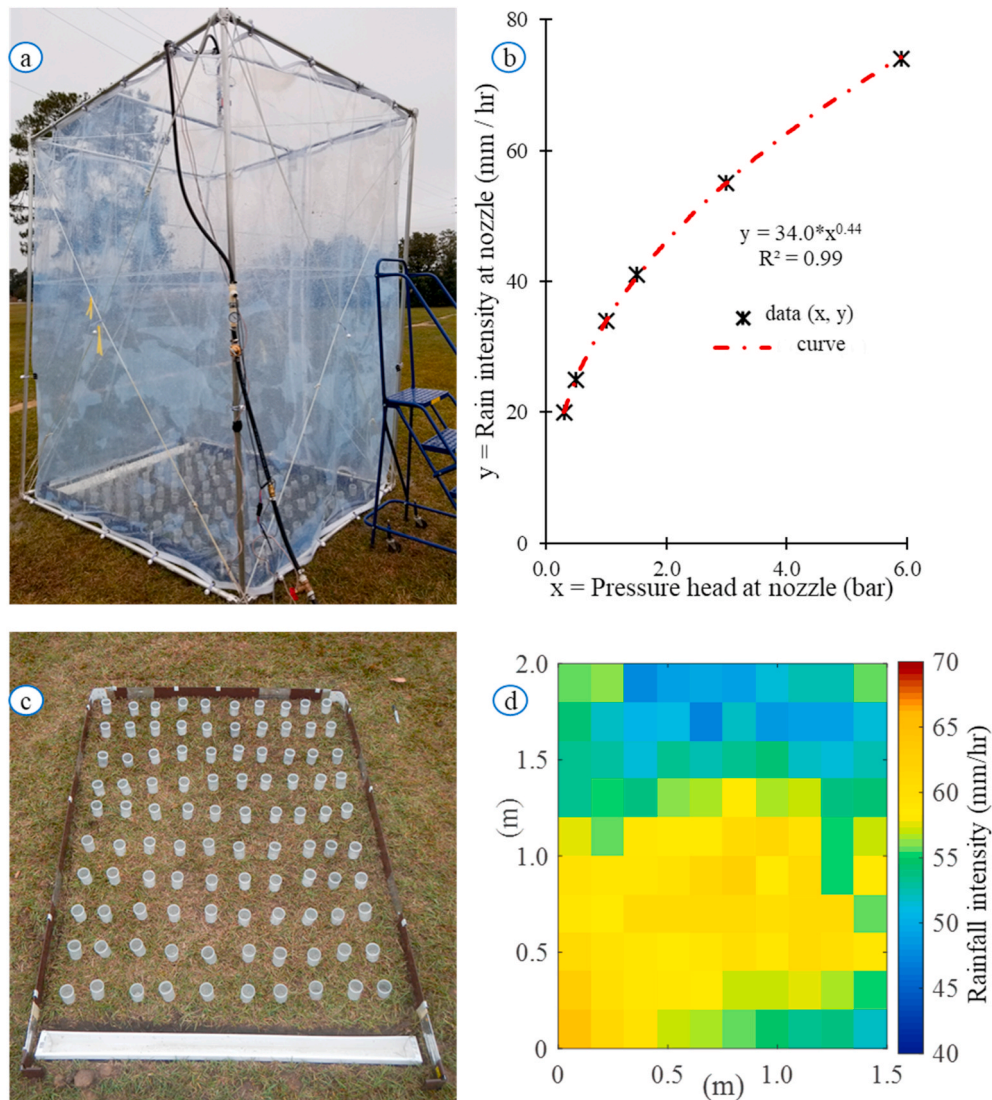 a
b
80
60
40
20
0
y = Rain intensity at nozzle (mm / hr)
y = 34.0*x^0.44
R² = 0.99
data (x, y)
curve
0.0 2.0 4.0 6.0
x = Pressure head at nozzle (bar)
c
d
2.0
1.5
1.0
0.5
0
(m)
0 0.5 1.0 1.5
(m)
70
65
60
55
50
45
40
Rainfall intensity (mm/hr)